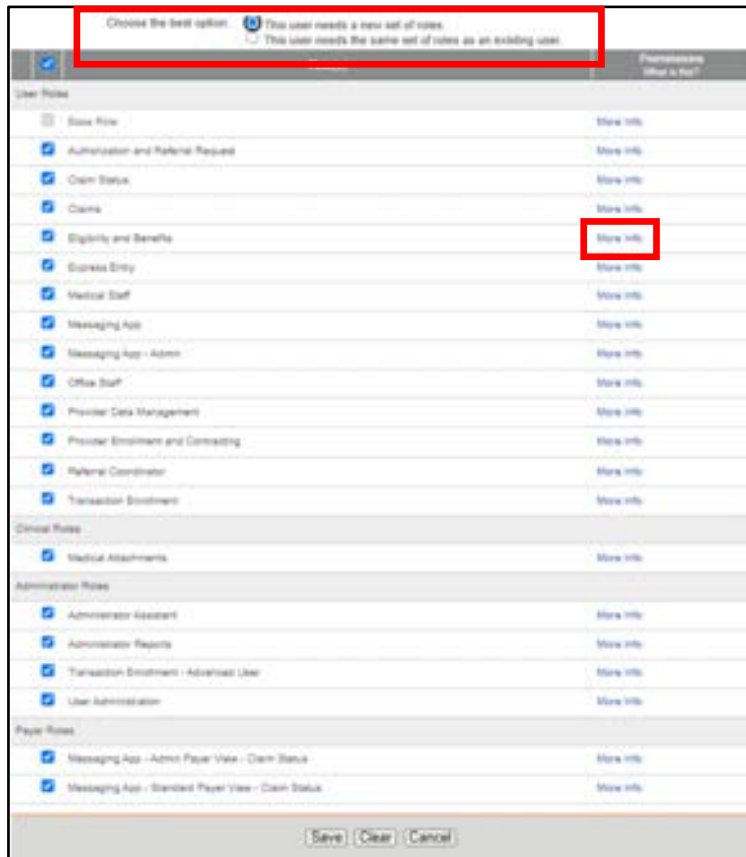 Choose the best option: This user needs a new set of roles.
This user needs the same set of roles as an existing user.
Permissions
What is this?
User Roles
Base Role More Info
Authorization and Referral Request More Info
Claim Status More Info
Claims More Info
Eligibility and Benefits More Info
Express Entry More Info
Medical Staff More Info
Messaging App More Info
Messaging App - Admin More Info
Office Staff More Info
Provider Data Management More Info
Provider Enrollment and Contracting More Info
Referral Coordinator More Info
Transaction Enrollment More Info
Clinical Roles
Medical Attachments More Info
Administrator Roles
Administrator Assistant More Info
Administrator Reports More Info
Transaction Enrollment - Advanced User More Info
User Administration More Info
Payer Roles
Messaging App - Admin Payer View - Claim Status More Info
Messaging App - Standard Payer View - Claim Status More Info
Save Clear Cancel